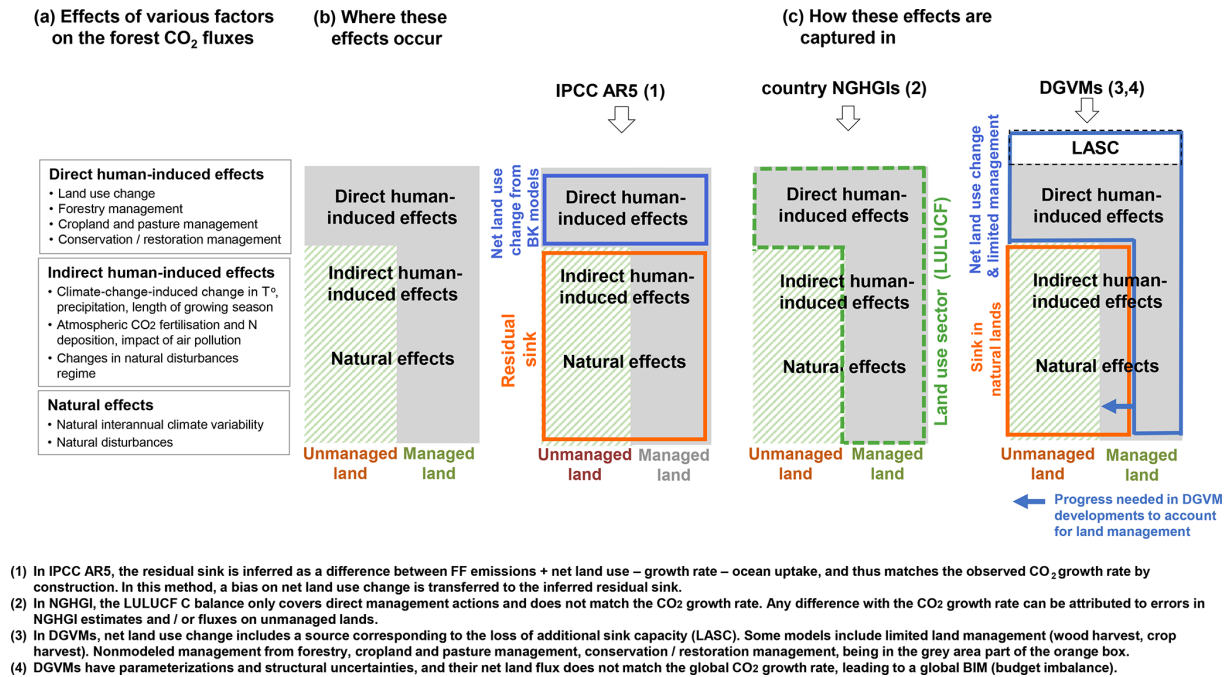 (a) Effects of various factors
on the forest CO2 fluxes
(b) Where these
effects occur
(c) How these effects are
captured in
IPCC AR5 (1)
country NGHGIs (2)
DGVMs (3,4)
Direct human-induced effects
• Land use change
• Forestry management
• Cropland and pasture management
• Conservation / restoration management
Indirect human-induced effects
• Climate-change-induced change in Tº,
precipitation, length of growing season
• Atmospheric CO2 fertilisation and N
deposition, impact of air pollution
• Changes in natural disturbances
regime
Natural effects
• Natural interannual climate variability
• Natural disturbances
Direct human-
induced effects
Indirect human-
induced effects
Natural effects
Unmanaged
land
Managed
land
Net land use
change from
BK models
Residual
sink
Direct human-
induced effects
Indirect human-
induced effects
Natural effects
Unmanaged
land
Managed
land
Direct human-
induced effects
Indirect human-
induced effects
Natural effects
Unmanaged
land
Managed
land
Land use sector (LULUCF)
Net land use change
& limited management
Sink in
natural lands
LASC
Direct human-
induced effects
Indirect human-
induced effects
Natural effects
Unmanaged
land
Managed
land
Progress needed in DGVM
developments to account
for land management
(1) In IPCC AR5, the residual sink is inferred as a difference between FF emissions + net land use – growth rate – ocean uptake, and thus matches the observed CO2 growth rate by
construction. In this method, a bias on net land use change is transferred to the inferred residual sink.
(2) In NGHGI, the LULUCF C balance only covers direct management actions and does not match the CO2 growth rate. Any difference with the CO2 growth rate can be attributed to errors in
NGHGI estimates and / or fluxes on unmanaged lands.
(3) In DGVMs, net land use change includes a source corresponding to the loss of additional sink capacity (LASC). Some models include limited land management (wood harvest, crop
harvest). Nonmodeled management from forestry, cropland and pasture management, conservation / restoration management, being in the grey area part of the orange box.
(4) DGVMs have parameterizations and structural uncertainties, and their net land flux does not match the global CO2 growth rate, leading to a global BIM (budget imbalance).